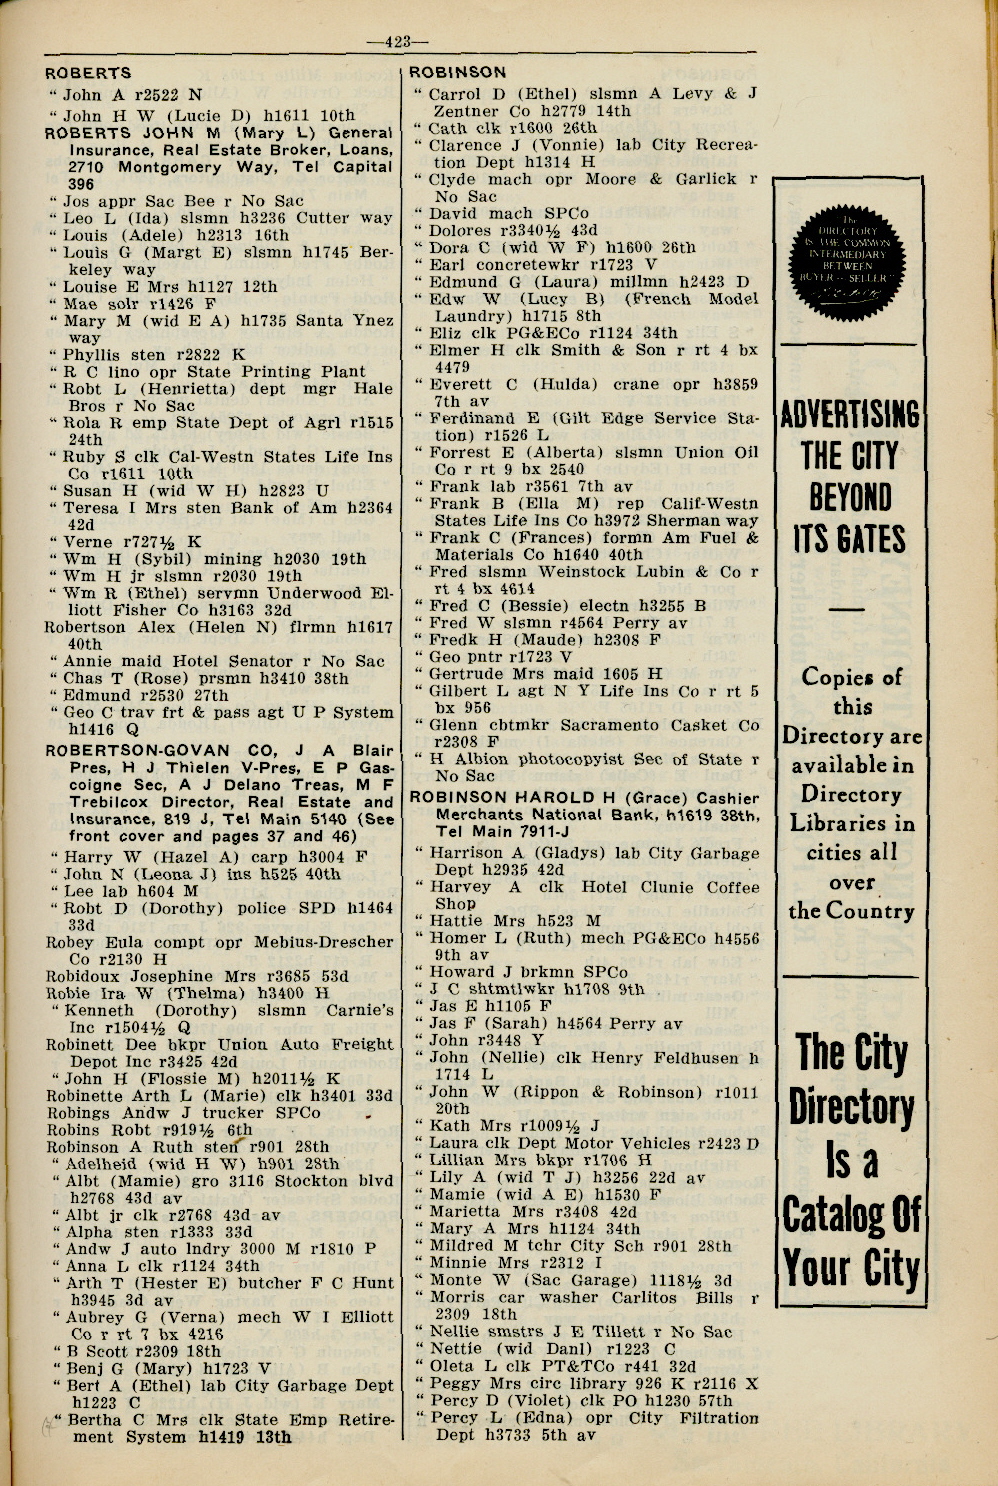 —423—
ROBERTS
" John A r2522 N
" John H W (Lucie D) h1611 10th
ROBERTS JOHN M (Mary L) General
Insurance, Real Estate Broker, Loans,
2710 Montgomery Way, Tel Capital
396
" Jos appr Sac Bee r No Sac
" Leo L (Ida) slsmn h3236 Cutter way
" Louis (Adele) h2313 16th
" Louis G (Margt E) slsmn h1745 Ber-
keley way
" Louise E Mrs h1127 12th
" Mae solr r1426 F
" Mary M (wid E A) h1735 Santa Ynez
way
" Phyllis sten r2822 K
" R C lino opr State Printing Plant
" Robt L (Henrietta) dept mgr Hale
Bros r No Sac
" Rola R emp State Dept of Agrl r1515
24th
" Ruby S clk Cal-Westn States Life Ins
Co r1611 10th
" Susan H (wid W H) h2823 U
" Teresa I Mrs sten Bank of Am h2364
42d
" Verne r727½ K
" Wm H (Sybil) mining h2030 19th
" Wm H jr slsmn r2030 19th
" Wm R (Ethel) servmn Underwood El-
liott Fisher Co h3163 32d
Robertson Alex (Helen N) flrmn h1617
40th
" Annie maid Hotel Senator r No Sac
" Chas T (Rose) prsmn h3410 38th
" Edmund r2530 27th
" Geo C trav frt & pass agt U P System
h1416 Q
ROBERTSON-GOVAN CO, J A Blair
Pres, H J Thielen V-Pres, E P Gas-
coigne Sec, A J Delano Treas, M F
Trebilcox Director, Real Estate and
Insurance, 819 J, Tel Main 5140 (See
front cover and pages 37 and 46)
" Harry W (Hazel A) carp h3004 F
" John N (Leona J) ins h525 40th
" Lee lab h604 M
" Robt D (Dorothy) police SPD h1464
33d
Robey Eula compt opr Mebius-Drescher
Co r2130 H
Robidoux Josephine Mrs r3685 53d
Robie Ira W (Thelma) h3400 H
" Kenneth (Dorothy) slsmn Carnie's
Inc r1504½ Q
Robinett Dee bkpr Union Auto Freight
Depot Inc r3425 42d
" John H (Flossie M) h2011½ K
Robinette Arth L (Marie) clk h3401 33d
Robings Andw J trucker SPCo
Robins Robt r919½ 6th
Robinson A Ruth sten r901 28th
" Adelheid (wid H W) h901 28th
" Albt (Mamie) gro 3116 Stockton blvd
h2768 43d av
" Albt jr clk r2768 43d av
" Alpha sten r1333 33d
" Andw J auto lndry 3000 M r1810 P
" Anna L clk r1124 34th
" Arth T (Hester E) butcher F C Hunt
h3945 3d av
" Aubrey G (Verna) mech W I Elliott
Co r rt 7 bx 4216
" B Scott r2309 18th
" Benj G (Mary) h1723 V
" Bert A (Ethel) lab City Garbage Dept
h1223 C
" Bertha C Mrs clk State Emp Retire-
ment System h1419 13th
ROBINSON
" Carrol D (Ethel) slsmn A Levy & J
Zentner Co h2779 14th
" Cath clk r1600 26th
" Clarence J (Vonnie) lab City Recrea-
tion Dept h1314 H
" Clyde mach opr Moore & Garlick r
No Sac
" David mach SPCo
" Dolores r3340½ 43d
" Dora C (wid W F) h1600 26th
" Earl concretewkr r1723 V
" Edmund G (Laura) millmn h2423 D
" Edw W (Lucy B) (French Model
Laundry) h1715 8th
" Eliz clk PG&ECo r1124 34th
" Elmer H clk Smith & Son r rt 4 bx
4479
" Everett C (Hulda) crane opr h3859
7th av
" Ferdinand E (Gilt Edge Service Sta-
tion) r1526 L
" Forrest E (Alberta) slsmn Union Oil
Co r rt 9 bx 2540
" Frank lab r3561 7th av
" Frank B (Ella M) rep Calif-Westn
States Life Ins Co h3972 Sherman way
" Frank C (Frances) formn Am Fuel &
Materials Co h1640 40th
" Fred slsmn Weinstock Lubin & Co r
rt 4 bx 4614
" Fred C (Bessie) electn h3255 B
" Fred W slsmn r4564 Perry av
" Fredk H (Maude) h2308 F
" Geo pntr r1723 V
" Gertrude Mrs maid 1605 H
" Gilbert L agt N Y Life Ins Co r rt 5
bx 956
" Glenn cbtmkr Sacramento Casket Co
r2308 F
" H Albion photocopyist Sec of State r
No Sac
ROBINSON HAROLD H (Grace) Cashier
Merchants National Bank, h1619 38th,
Tel Main 7911-J
" Harrison A (Gladys) lab City Garbage
Dept h2935 42d
" Harvey A clk Hotel Clunie Coffee
Shop
" Hattie Mrs h523 M
" Homer L (Ruth) mech PG&ECo h4556
9th av
" Howard J brkmn SPCo
" J C shtmtlwkr h1708 9th
" Jas E h1105 F
" Jas F (Sarah) h4564 Perry av
" John r3448 Y
" John (Nellie) clk Henry Feldhusen h
1714 L
" John W (Rippon & Robinson) r1011
20th
" Kath Mrs r1009½ J
" Laura clk Dept Motor Vehicles r2423 D
" Lillian Mrs bkpr r1706 H
" Lily A (wid T J) h3256 22d av
" Mamie (wid A E) h1530 F
" Marietta Mrs r3408 42d
" Mary A Mrs h1124 34th
" Mildred M tchr City Sch r901 28th
" Minnie Mrs r2312 I
" Monte W (Sac Garage) 1118½ 3d
" Morris car washer Carlitos Bills r
2309 18th
" Nellie smstrs J E Tillett r No Sac
" Nettie (wid Danl) r1223 C
" Oleta L clk PT&TCo r441 32d
" Peggy Mrs circ library 926 K r2116 X
" Percy D (Violet) clk PO h1230 57th
" Percy L (Edna) opr City Filtration
Dept h3733 5th av
The
DIRECTORY
IS THE COMMON
INTERMEDIARY
BETWEEN
BUYER -- SELLER
ADVERTISING
THE CITY
BEYOND
ITS GATES
Copies of
this
Directory are
available in
Directory
Libraries in
cities all
over
the Country
The City
Directory
Is a
Catalog Of
Your City